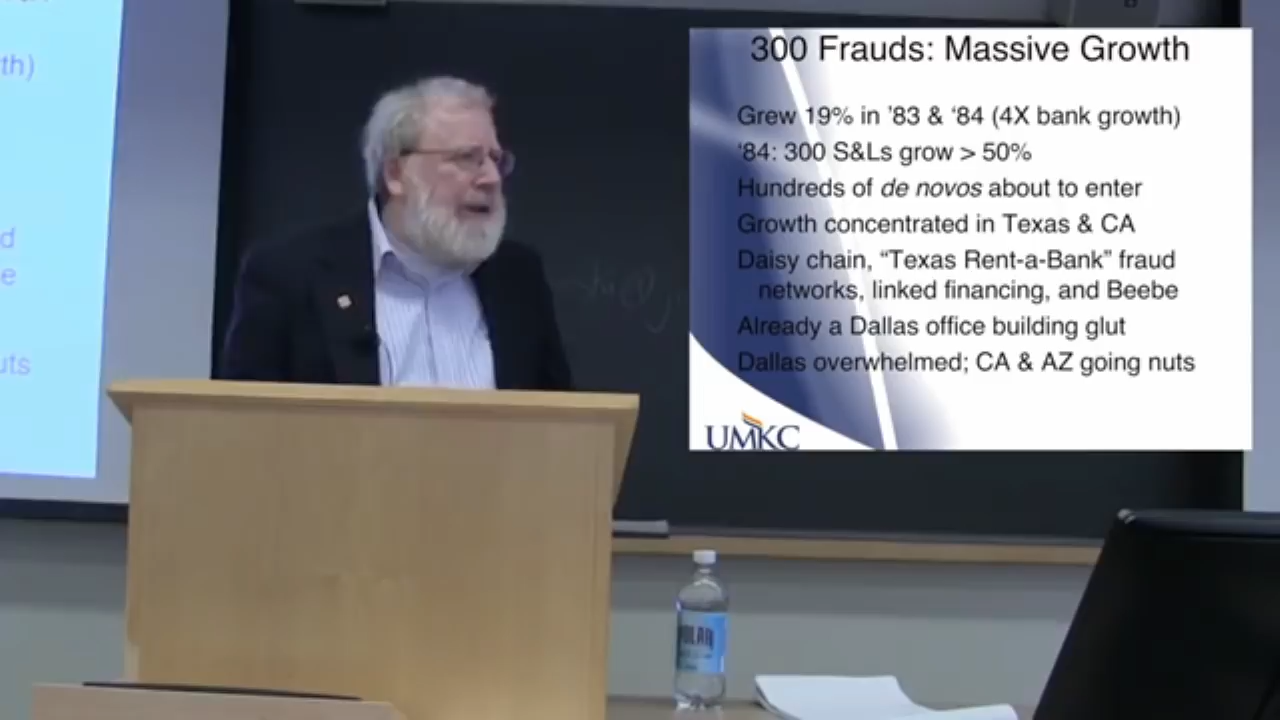 th)
d
e
uts
300 Frauds: Massive Growth
Grew 19% in '83 & ‘84 (4X bank growth)
‘84: 300 S&Ls grow > 50%
Hundreds of de novos about to enter
Growth concentrated in Texas & CA
Daisy chain, “Texas Rent-a-Bank” fraud
networks, linked financing, and Beebe
Already a Dallas office building glut
Dallas overwhelmed; CA & AZ going nuts
UMKC